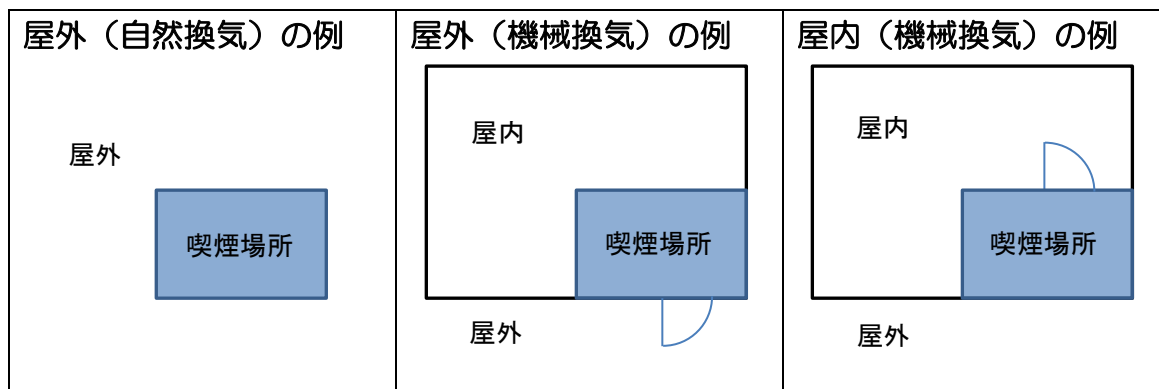 屋外（自然換気）の例
屋外
喫煙場所
屋外（機械換気）の例
屋内
喫煙場所
屋外
屋内（機械換気）の例
屋内
喫煙場所
屋外